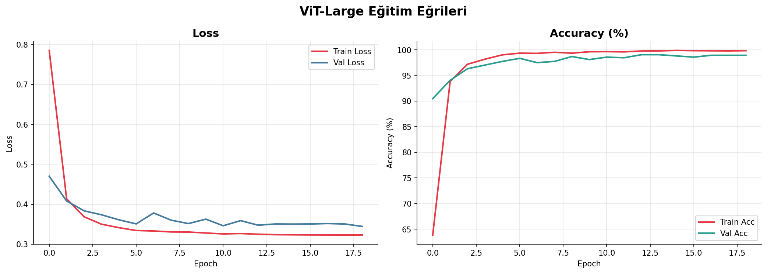 ViT-Large Eğitim Eğrileri
Loss
0.8
0.7
0.6
0.5
0.4
0.3
Loss
0.0 2.5 5.0 7.5 10.0 12.5 15.0 17.5
Epoch
Train Loss
Val Loss
Accuracy (%)
100
95
90
85
80
75
70
65
Accuracy (%)
0.0 2.5 5.0 7.5 10.0 12.5 15.0 17.5
Epoch
Train Acc
Val Acc